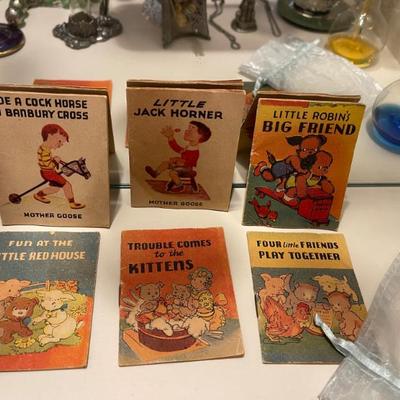 DE A COCK HORSE
BANBURY CROSS
MOTHER GOOSE
LITTLE
JACK HORNER
MOTHER GOOSE
LITTLE ROBIN'S
BIG FRIEND
FUN AT THE
TTLE RED HOUSE
TROUBLE COMES
to the
KITTENS
FOUR little FRIENDS
PLAY TOGETHER